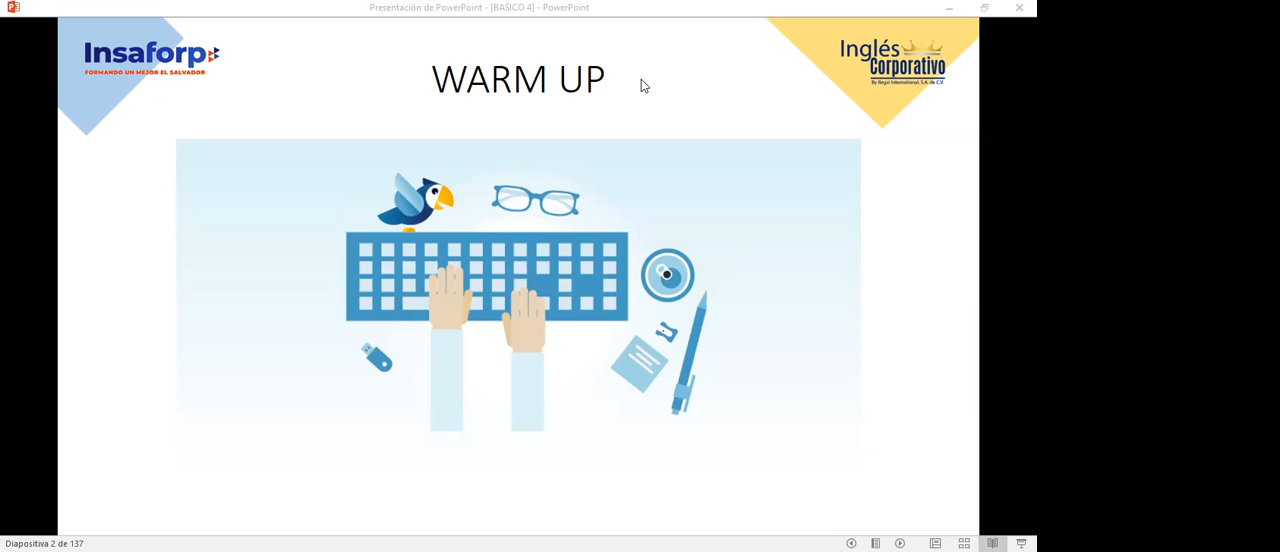 Presentación de PowerPoint - [BASICO 4] - PowerPoint
Insaforp
FORMANDO UN MEJOR EL SALVADOR
WARM UP
Inglés
Corporativo
By Regal International, S.A. de C.V.
Diapositiva 2 de 137